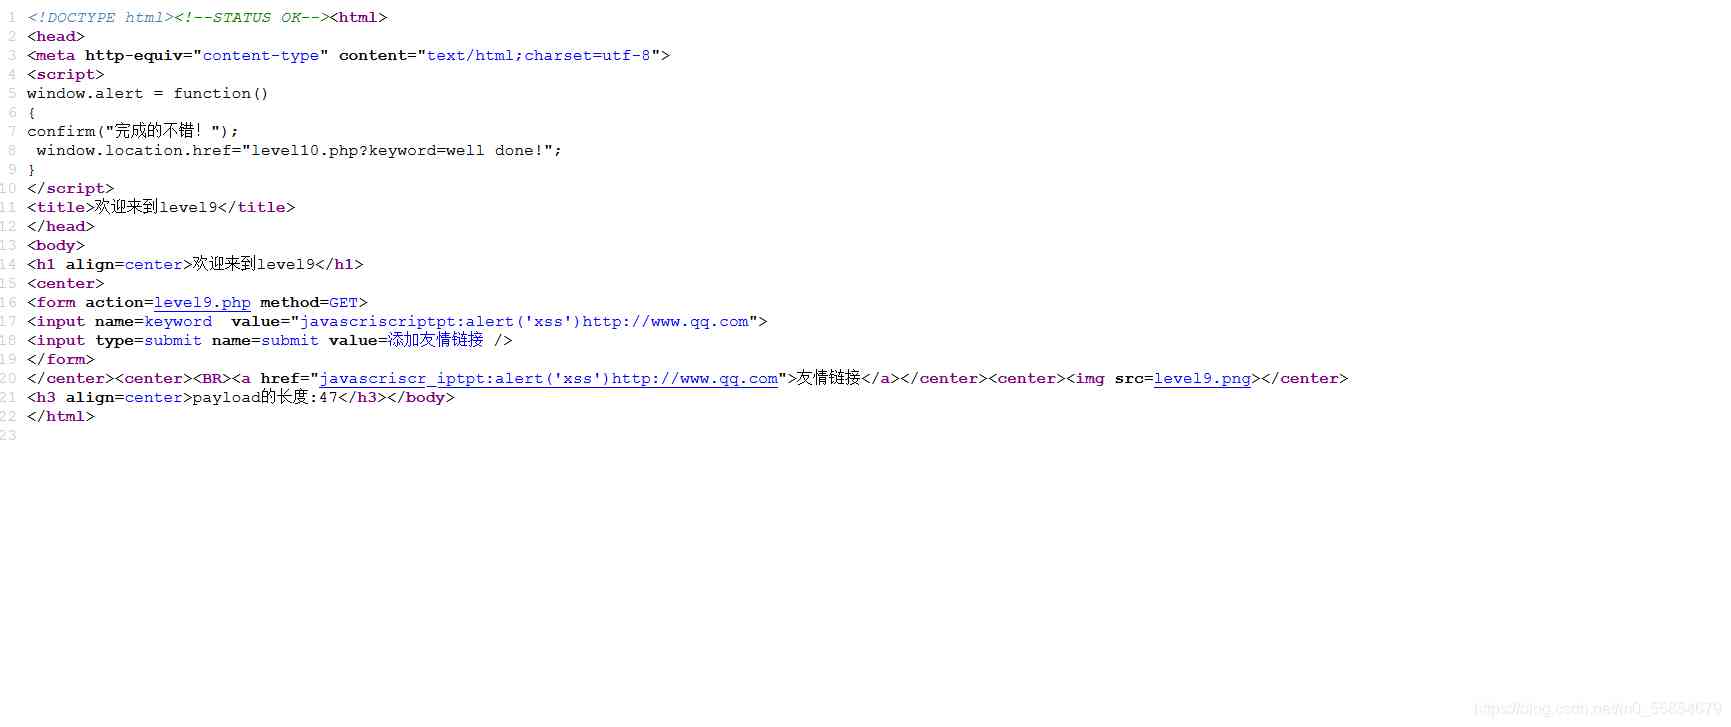 1 <!DOCTYPE html><!--STATUS OK--><html>
2 <head>
3 <meta http-equiv="content-type" content="text/html;charset=utf-8">
4 <script>
5 window.alert = function()
6 {
7 confirm("完成的不错！");
8  window.location.href="level10.php?keyword=well done!";
9 }
10 </script>
11 <title>欢迎来到level9</title>
12 </head>
13 <body>
14 <h1 align=center>欢迎来到level9</h1>
15 <center>
16 <form action=level9.php method=GET>
17 <input name=keyword  value="javascriscriptpt:alert('xss')http://www.qq.com">
18 <input type=submit name=submit value=添加友情链接 />
19 </form>
20 </center><center><BR><a href="javascriscr_iptpt:alert('xss')http://www.qq.com">友情链接</a></center><center><img src=level9.png></center>
21 <h3 align=center>payload的长度:47</h3></body>
22 </html>
23